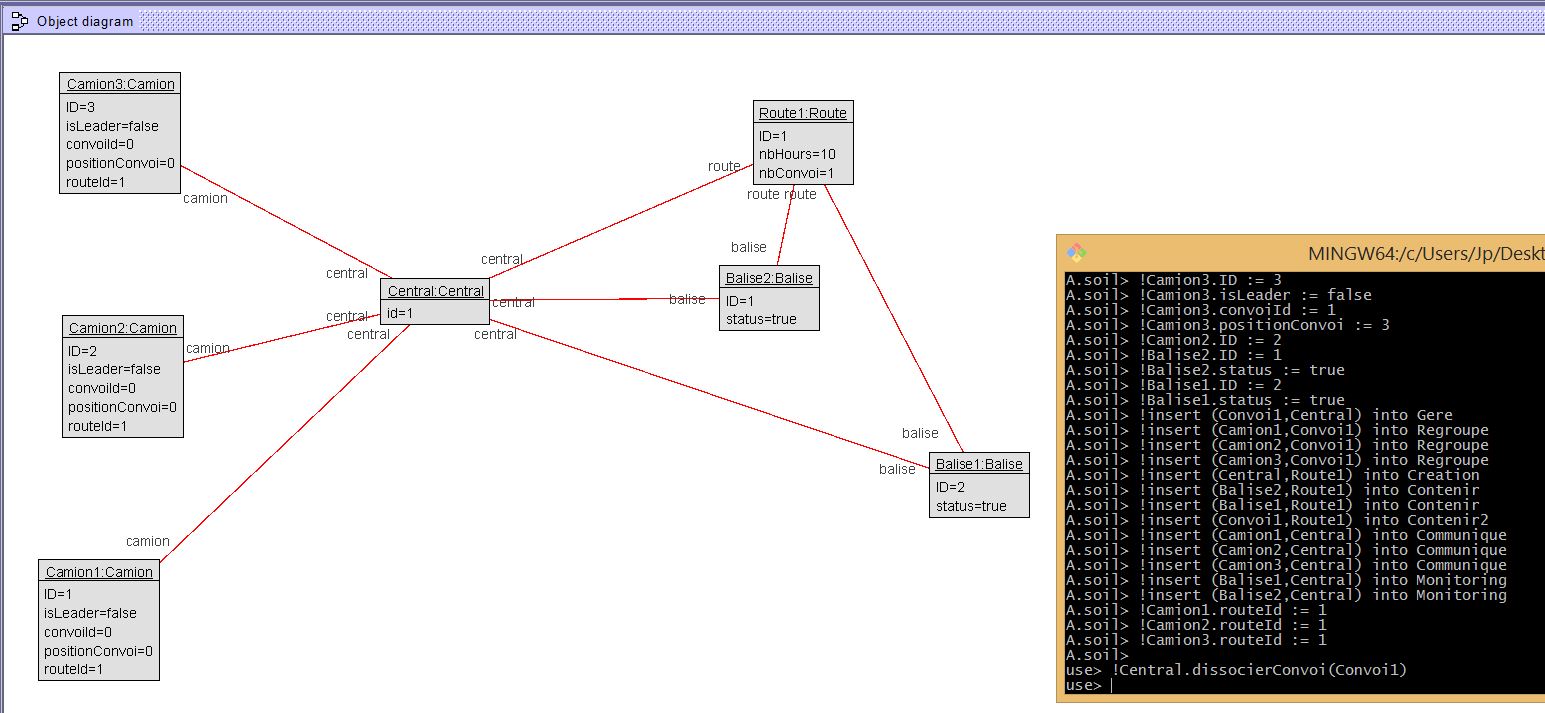 Object diagram
Camion3:Camion
ID=3
isLeader=false
convoiId=0
positionConvoi=0
routeId=1
camion
central
Route1:Route
ID=1
nbHours=10
nbConvoi=1
route
route route
balise
central
Central:Central
id=1
central
central
central
central
Balise2:Balise
ID=1
status=true
balise
Camion2:Camion
ID=2
isLeader=false
convoiId=0
positionConvoi=0
routeId=1
camion
balise
balise
Balise1:Balise
ID=2
status=true
camion
Camion1:Camion
ID=1
isLeader=false
convoiId=0
positionConvoi=0
routeId=1
MINGW64:/c/Users/Jp/Deskt
A.soil> !Camion3.ID := 3
A.soil> !Camion3.isLeader := false
A.soil> !Camion3.convoiId := 1
A.soil> !Camion3.positionConvoi := 3
A.soil> !Camion2.ID := 2
A.soil> !Balise2.ID := 1
A.soil> !Balise2.status := true
A.soil> !Balise1.ID := 2
A.soil> !Balise1.status := true
A.soil> !insert (Convoi1,Central) into Gere
A.soil> !insert (Camion1,Convoi1) into Regroupe
A.soil> !insert (Camion2,Convoi1) into Regroupe
A.soil> !insert (Camion3,Convoi1) into Regroupe
A.soil> !insert (Central,Route1) into Creation
A.soil> !insert (Balise2,Route1) into Contenir
A.soil> !insert (Balise1,Route1) into Contenir
A.soil> !insert (Convoi1,Route1) into Contenir2
A.soil> !insert (Camion1,Central) into Communique
A.soil> !insert (Camion2,Central) into Communique
A.soil> !insert (Camion3,Central) into Communique
A.soil> !insert (Balise1,Central) into Monitoring
A.soil> !insert (Balise2,Central) into Monitoring
A.soil> !Camion1.routeId := 1
A.soil> !Camion2.routeId := 1
A.soil> !Camion3.routeId := 1
A.soil>
use> !Central.dissocierConvoi(Convoi1)
use>